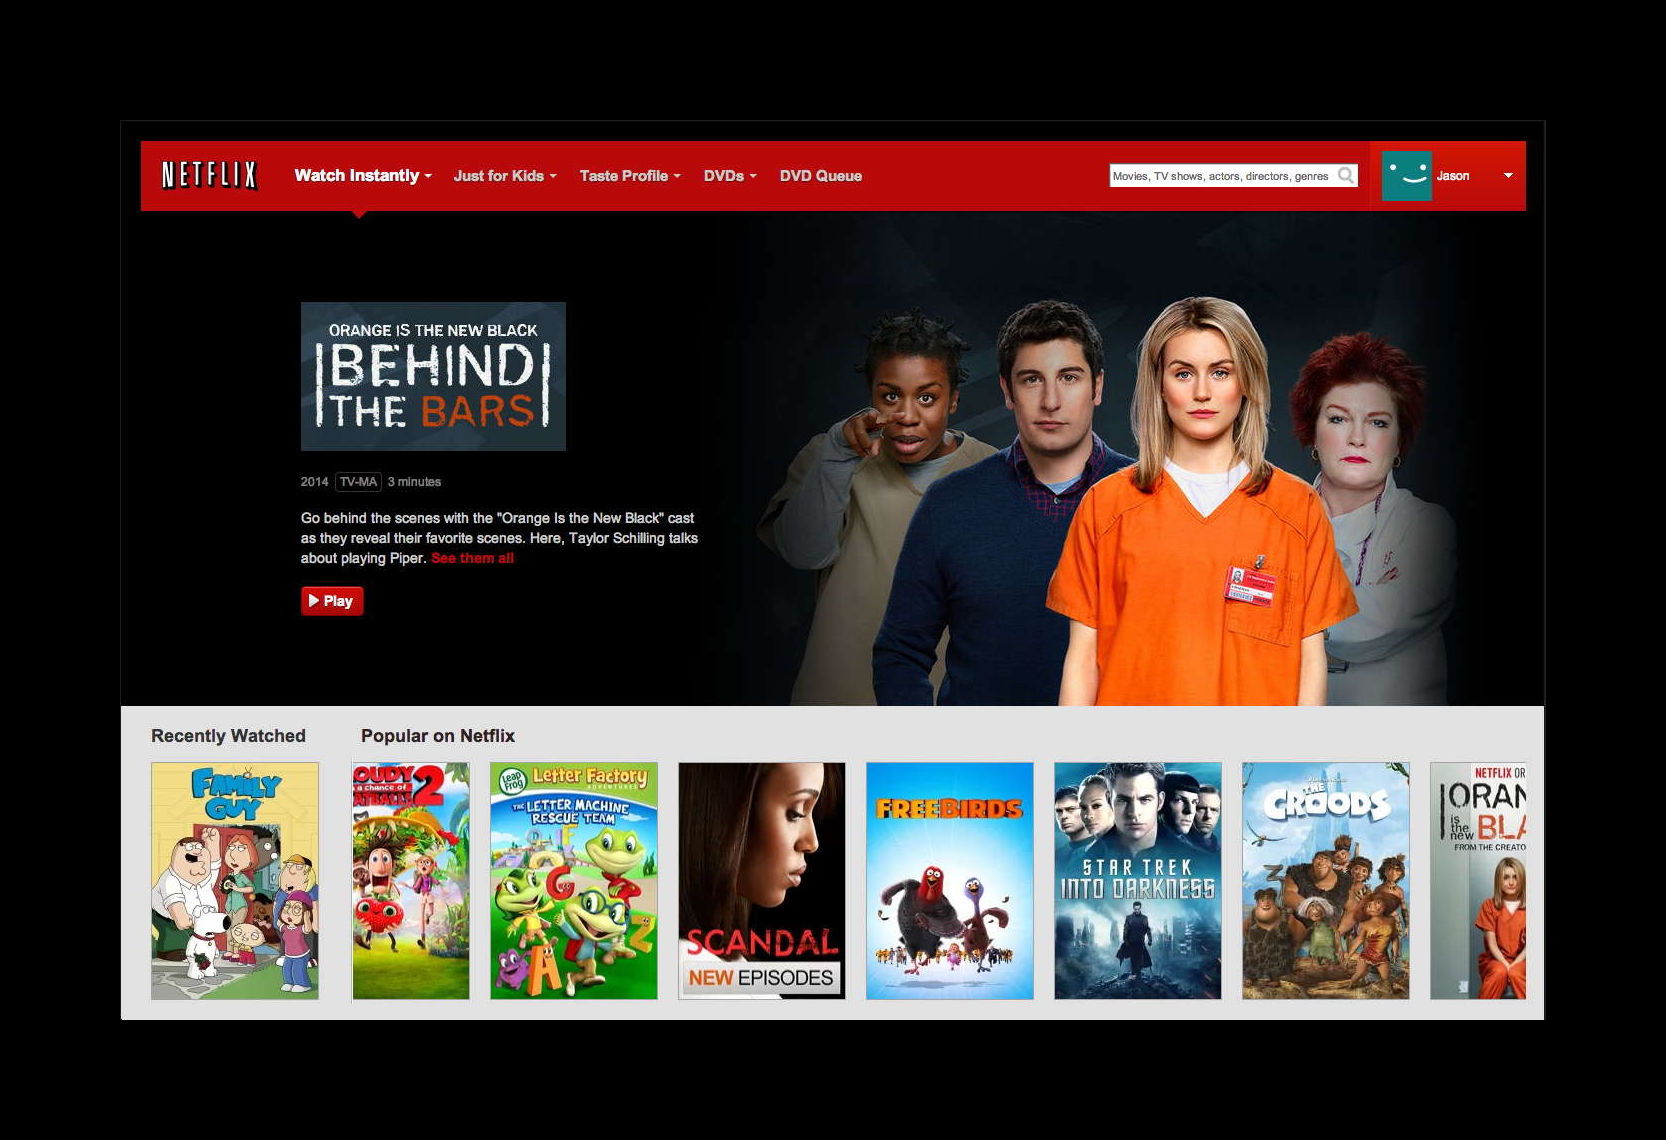 NETFLIX
Watch Instantly
Just for Kids
Taste Profile
DVDs
DVD Queue
Movies, TV shows, actors, directors, genres
Jason
ORANGE IS THE NEW BLACK
BEHIND
THE BARS
2014 TV-MA 3 minutes
Go behind the scenes with the "Orange Is the New Black" cast
as they reveal their favorite scenes. Here, Taylor Schilling talks
about playing Piper. See them all
Play
Recently Watched
Popular on Netflix
FAMILY
GUY
OUDY 2
a chance of
ATBALLS
Leap
Frog
Letter Factory
ADVENTURES
THE LETTER MACHINE
RESCUE TEAM
SCANDAL
NEW EPISODES
FREE BIRDS
STAR TREK
INTO DARKNESS
THE
CROODS
NETFLIX OR
ORAN
is
the
new
BLA
FROM THE CREATO